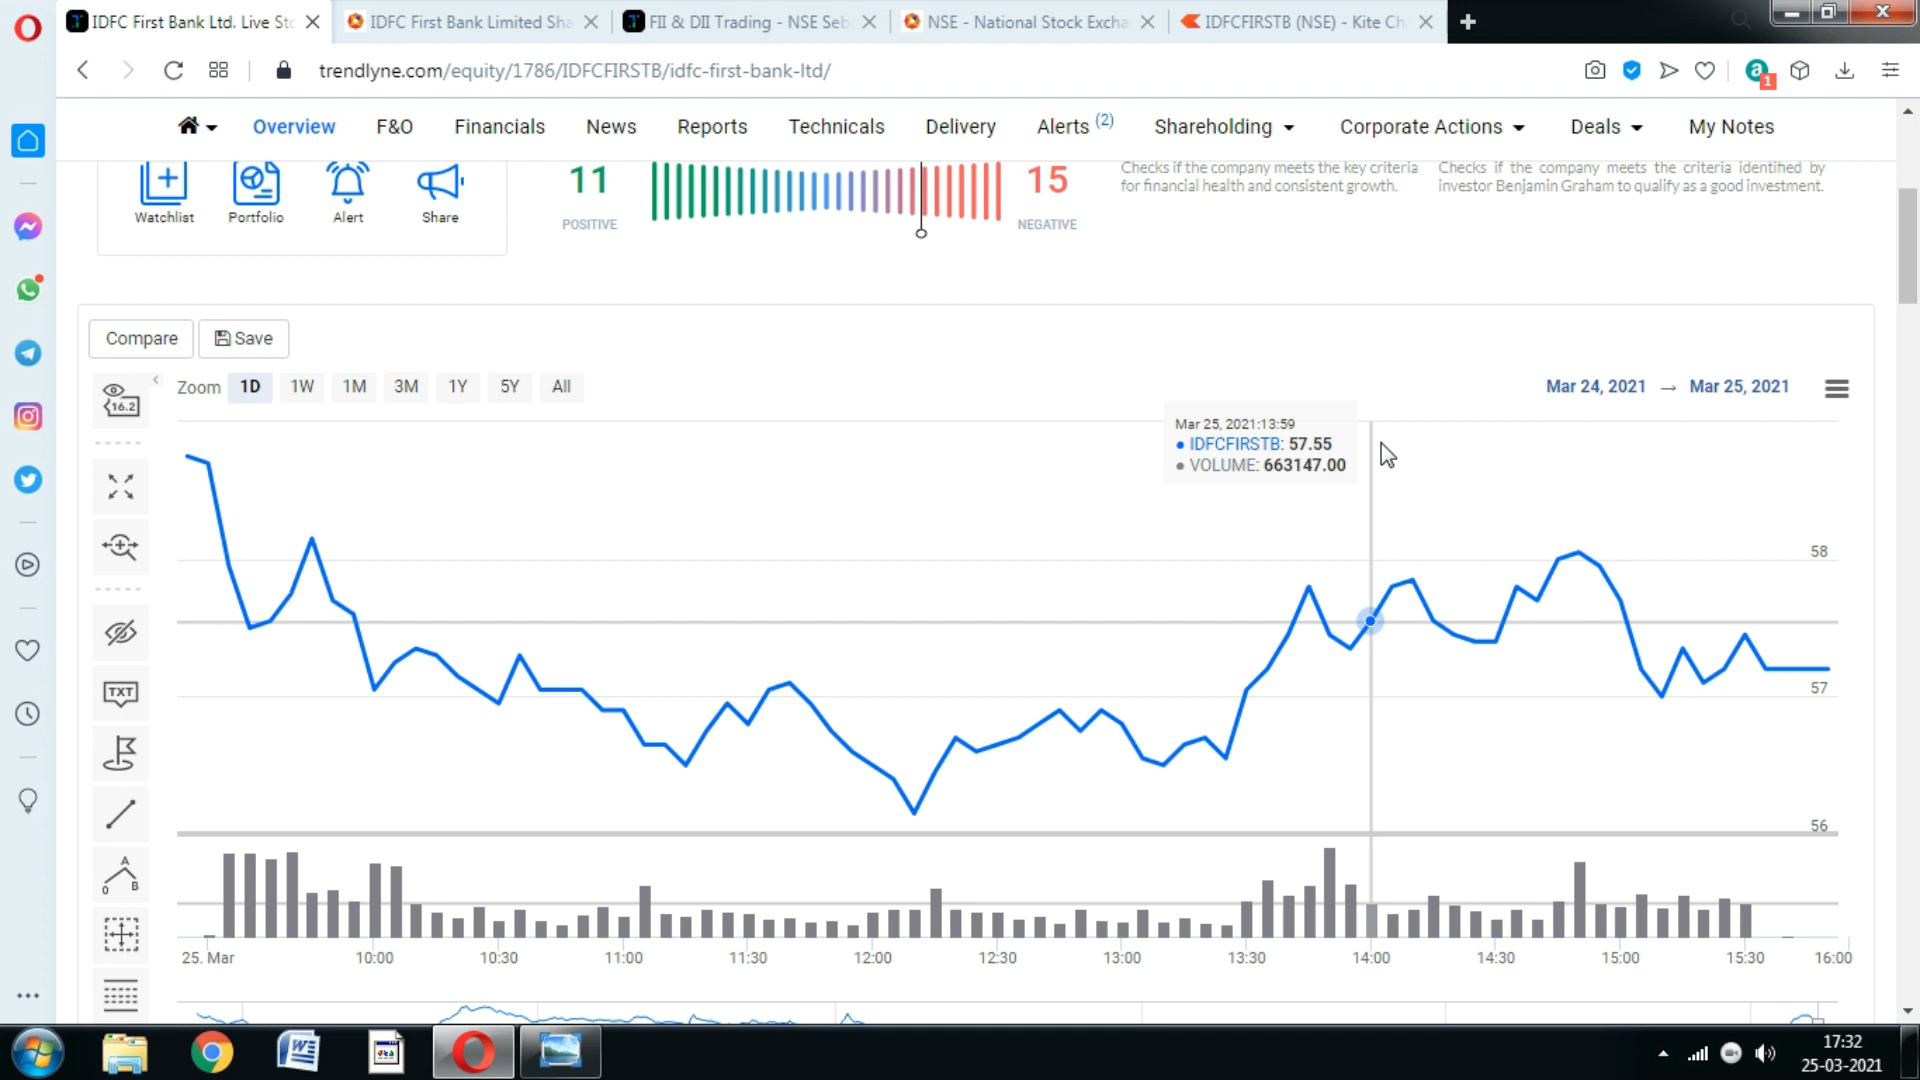 IDFC First Bank Ltd. Live Sto
IDFC First Bank Limited Sha
FII & DII Trading - NSE Seb
NSE - National Stock Excha
IDFCFIRSTB (NSE) - Kite Ch
trendlyne.com/equity/1786/IDFCFIRSTB/idfc-first-bank-ltd/
a 1
Overview F&O Financials News Reports Technicals Delivery Alerts (2) Shareholding Corporate Actions Deals My Notes
Watchlist Portfolio Alert Share
11
POSITIVE
15
NEGATIVE
Checks if the company meets the key criteria
for financial health and consistent growth.
Checks if the company meets the criteria identified by
investor Benjamin Graham to qualify as a good investment.
Compare Save
16.2
Zoom 1D 1W 1M 3M 1Y 5Y All
Mar 24, 2021 → Mar 25, 2021
Mar 25, 2021:13:59
IDFCFIRSTB: 57.55
VOLUME: 663147.00
58
57
56
TXT
A
0 B
25. Mar 10:00 10:30 11:00 11:30 12:00 12:30 13:00 13:30 14:00 14:30 15:00 15:30 16:00
17:32
25-03-2021